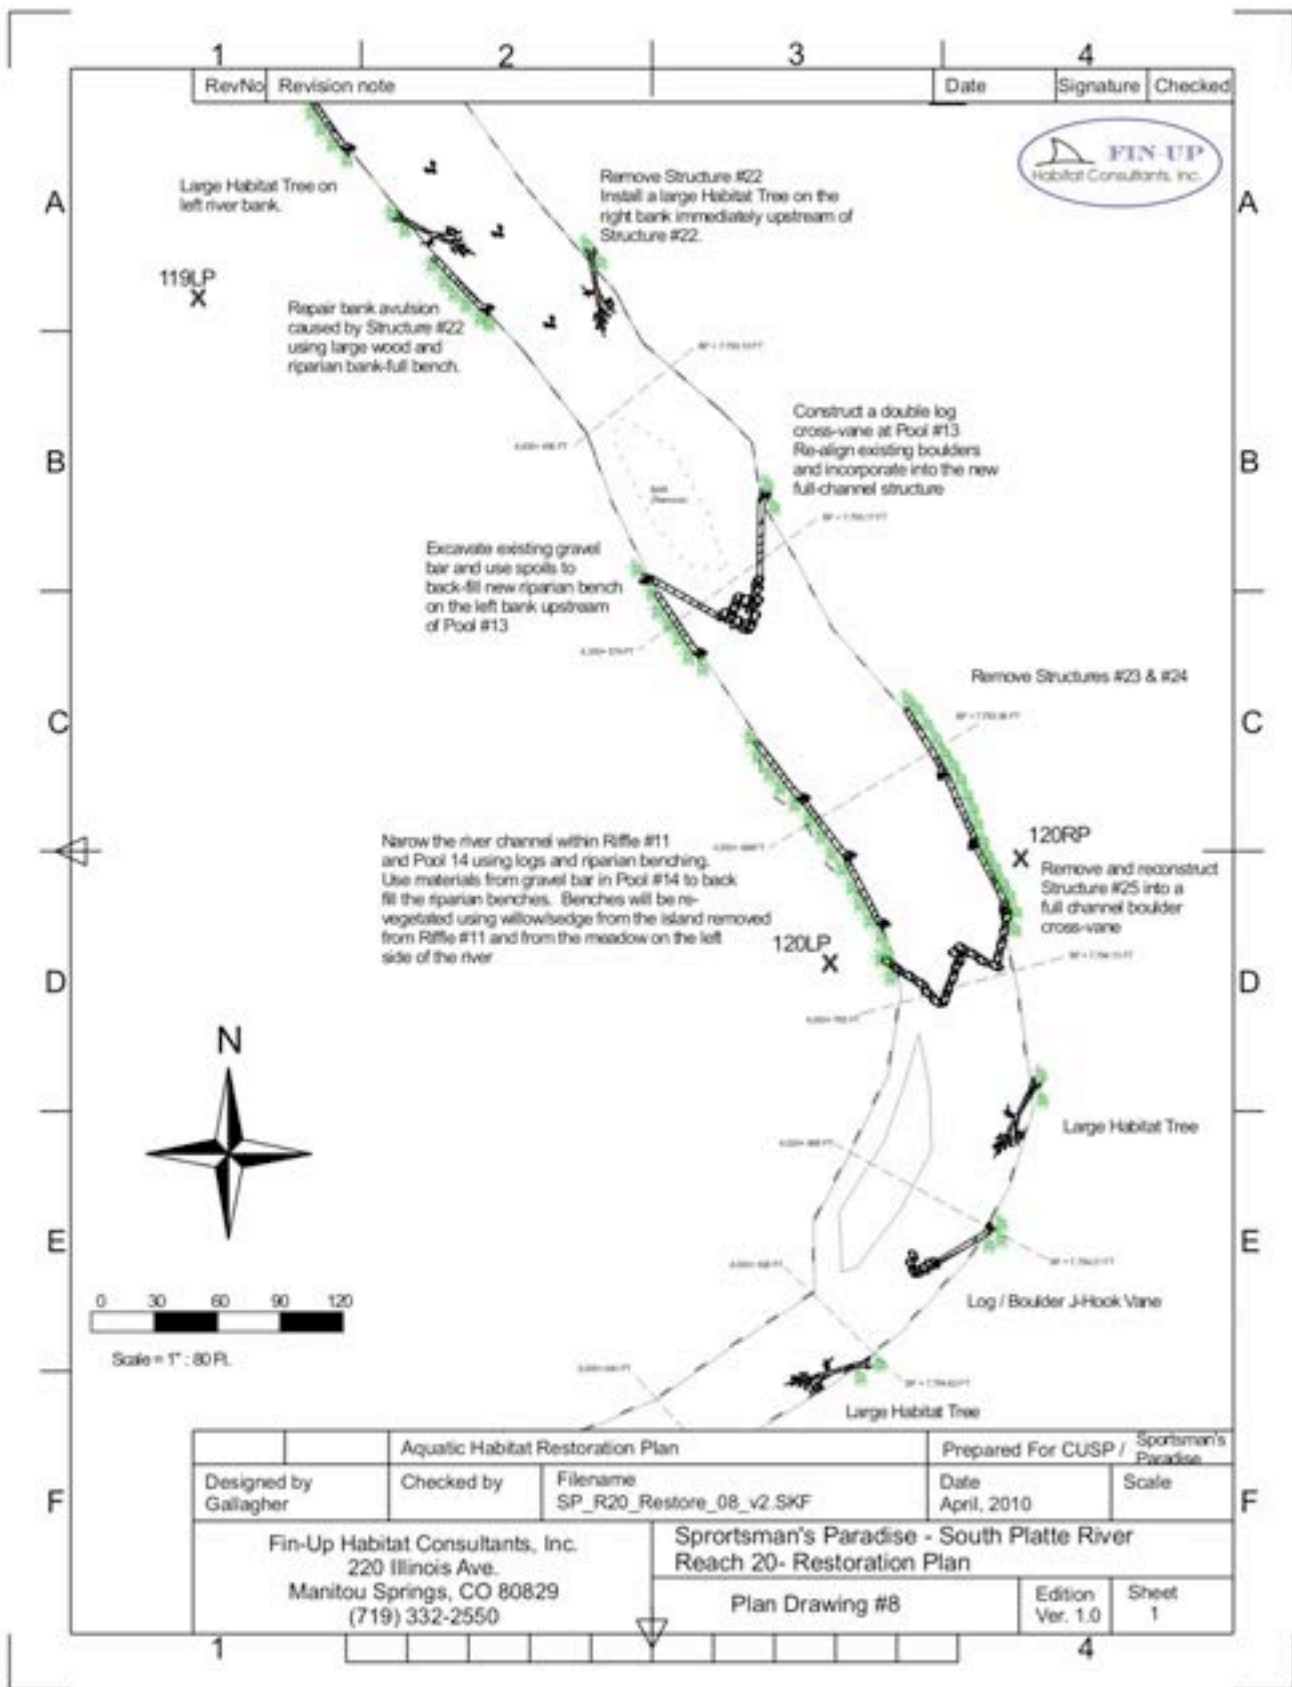 1 2 3 4
RevNo Revision note Date Signature Checked
FIN-UP
Habitat Consultants, Inc.
A A
Large Habitat Tree on
left river bank.
Remove Structure #22
Install a large Habitat Tree on the
right bank immediately upstream of
Structure #22.
119LP
X
Repair bank avulsion
caused by Structure #22
using large wood and
riparian bank-full bench.
B B
Construct a double log
cross-vane at Pool #13
Re-align existing boulders
and incorporate into the new
full-channel structure
Excavate existing gravel
bar and use spoils to
back-fill new riparian bench
on the left bank upstream
of Pool #13
C C
Remove Structures #23 & #24
Narow the river channel within Riffle #11
and Pool 14 using logs and riparian benching.
Use materials from gravel bar in Pool #14 to back
fill the riparian benches. Benches will be re-
vegetated using willow/sedge from the island removed
from Riffle #11 and from the meadow on the left
side of the river
120RP
X
Remove and reconstruct
Structure #25 into a
full channel boulder
cross-vane
120LP
X
D D
N
Large Habitat Tree
E E
Log / Boulder J-Hook Vane
0 30 60 90 120
Scale = 1" : 80 Ft.
Large Habitat Tree
F F
Aquatic Habitat Restoration Plan
Prepared For CUSP / Sportsman's
Paradise
Designed by
Gallagher
Checked by
Filename
SP_R20_Restore_08_v2.SKF
Date
April, 2010
Scale
Fin-Up Habitat Consultants, Inc.
220 Illinois Ave.
Manitou Springs, CO 80829
(719) 332-2550
Sprortsman's Paradise - South Platte River
Reach 20- Restoration Plan
Plan Drawing #8
Edition
Ver. 1.0
Sheet
1
1 4